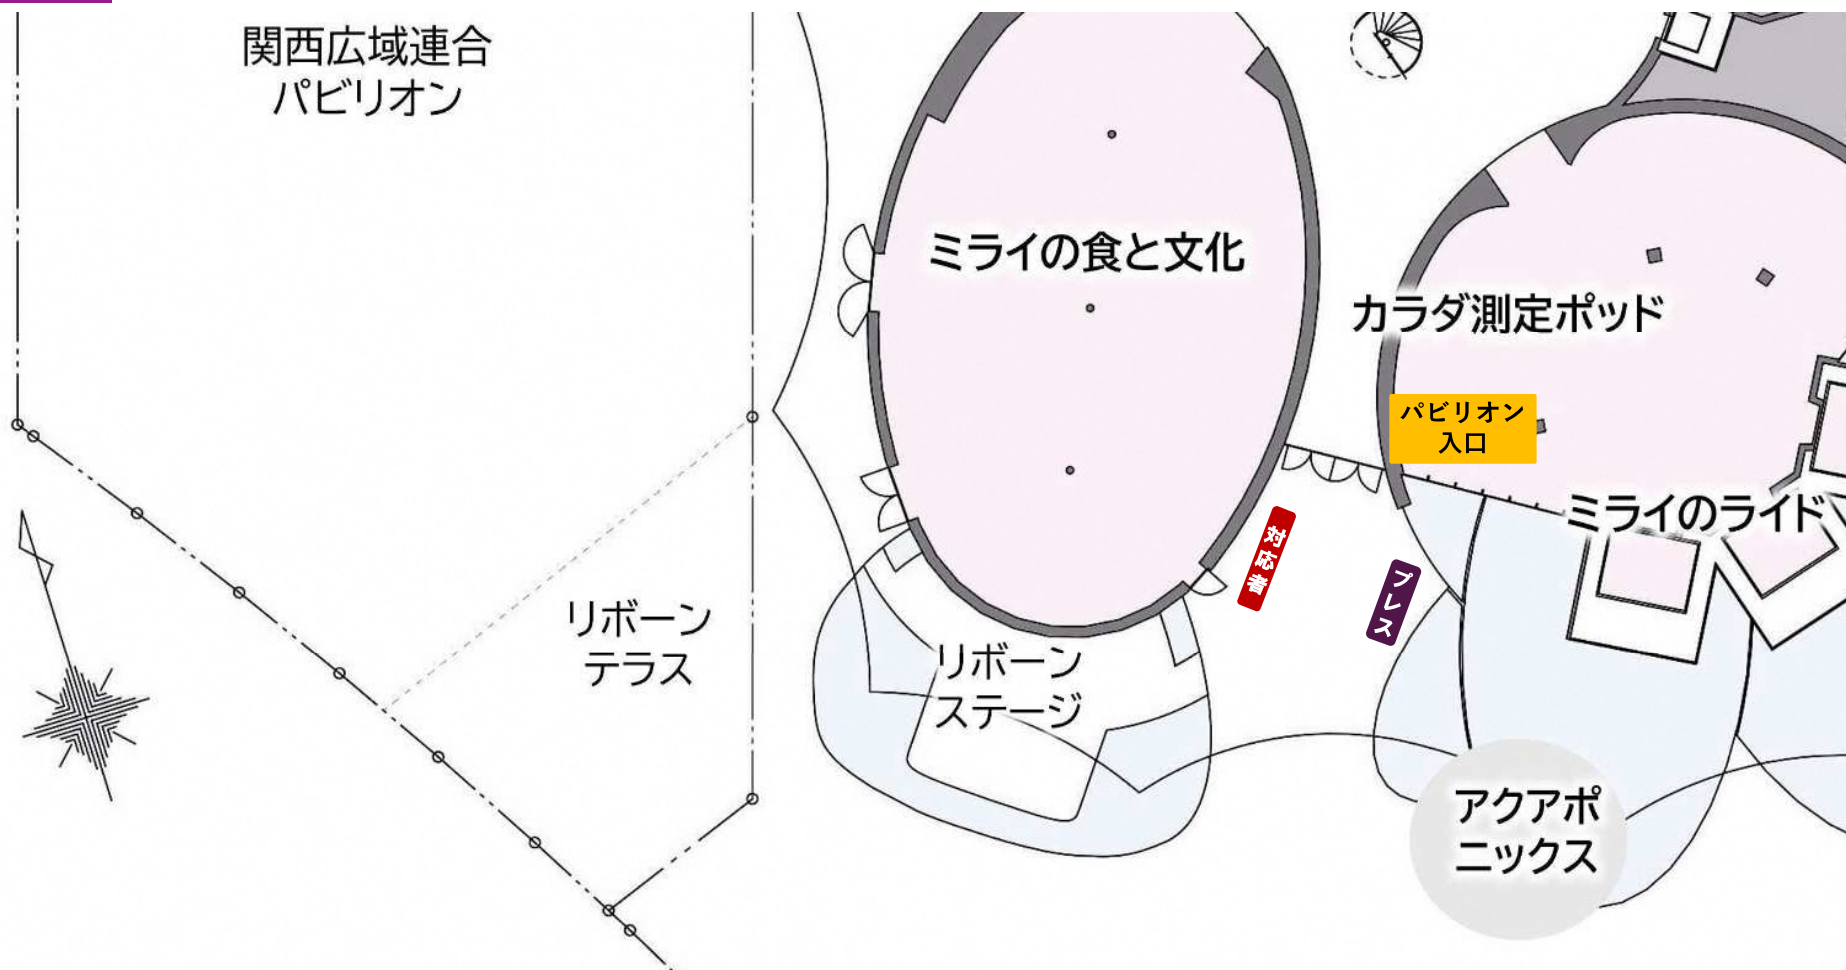 関西広域連合
パビリオン
ミライの食と文化
カラダ測定ポッド
パビリオン
入口
ミライのライド
対応者
プレス
リボーン
テラス
リボーン
ステージ
アクアポ
ニックス